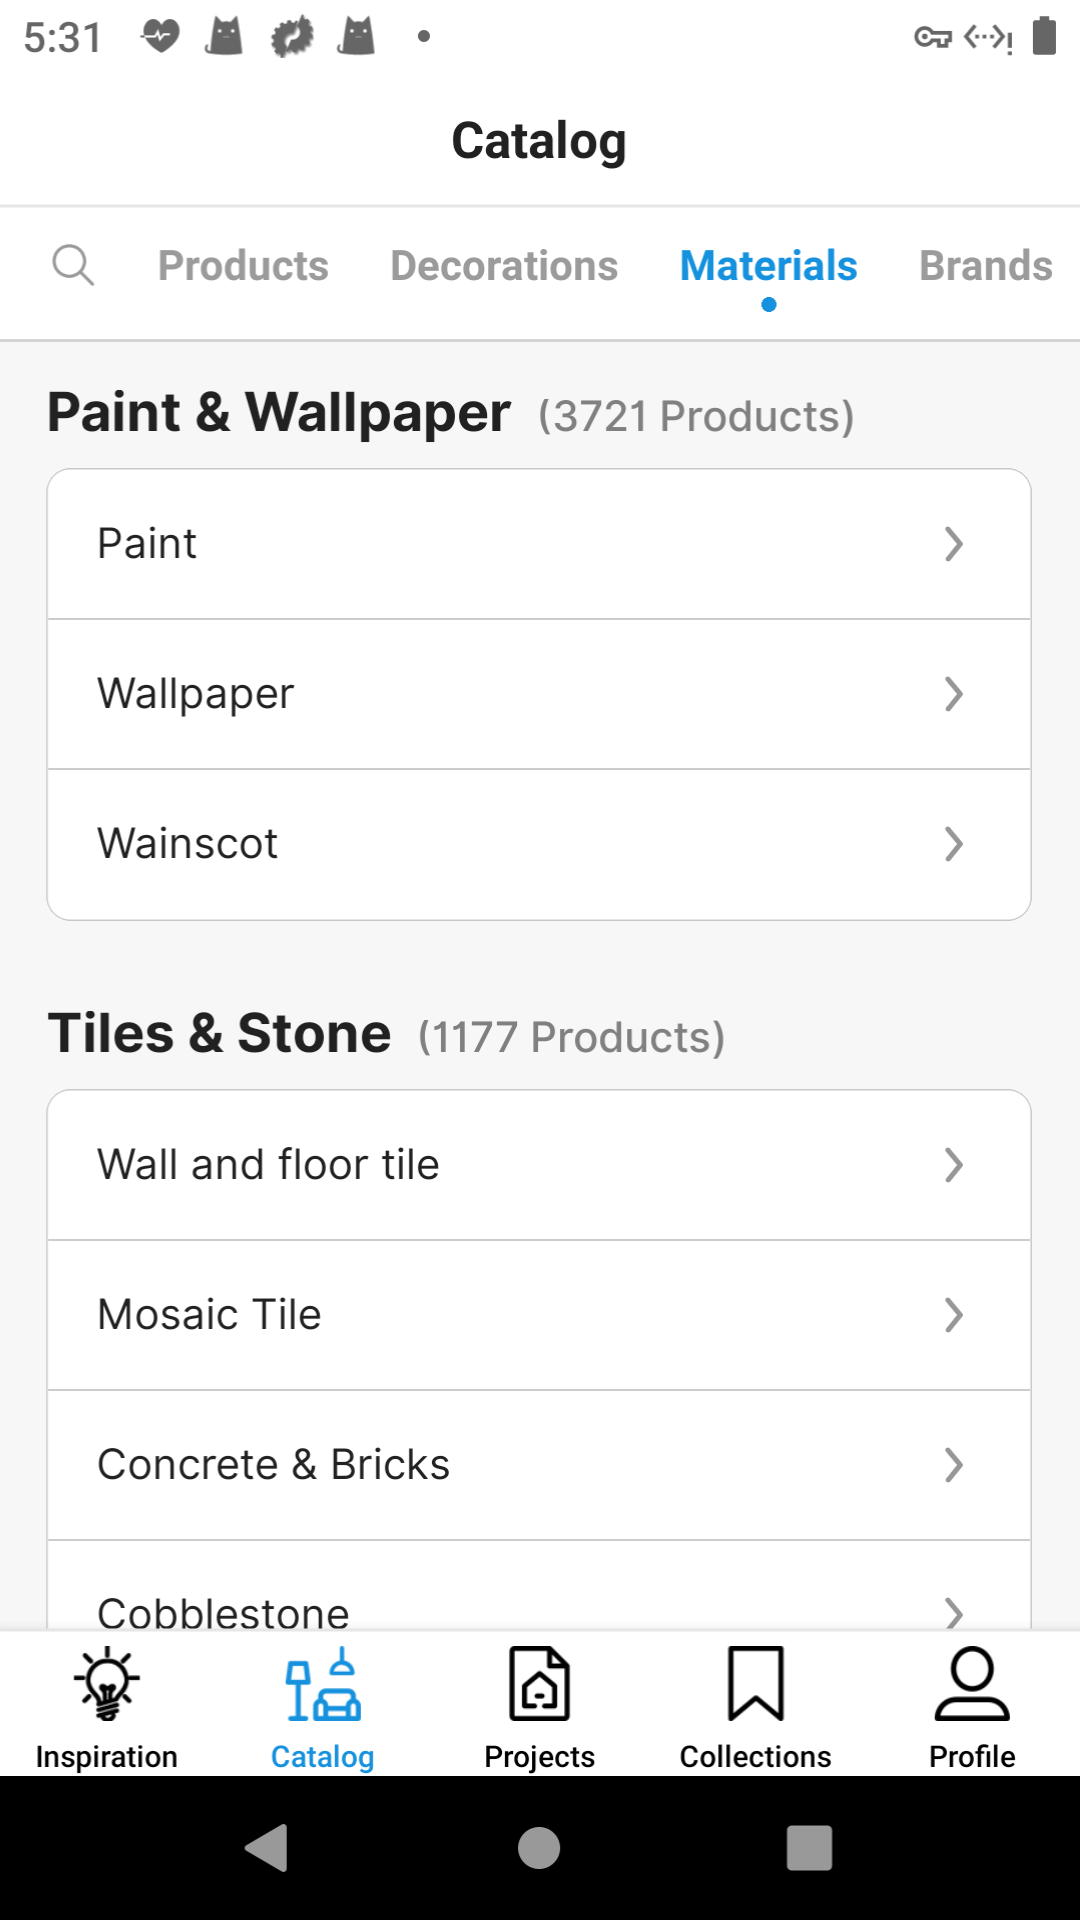 5:31
Catalog
Products Decorations Materials Brands
Paint & Wallpaper (3721 Products)
Paint
Wallpaper
Wainscot
Tiles & Stone (1177 Products)
Wall and floor tile
Mosaic Tile
Concrete & Bricks
Cobblestone
Inspiration Catalog Projects Collections Profile